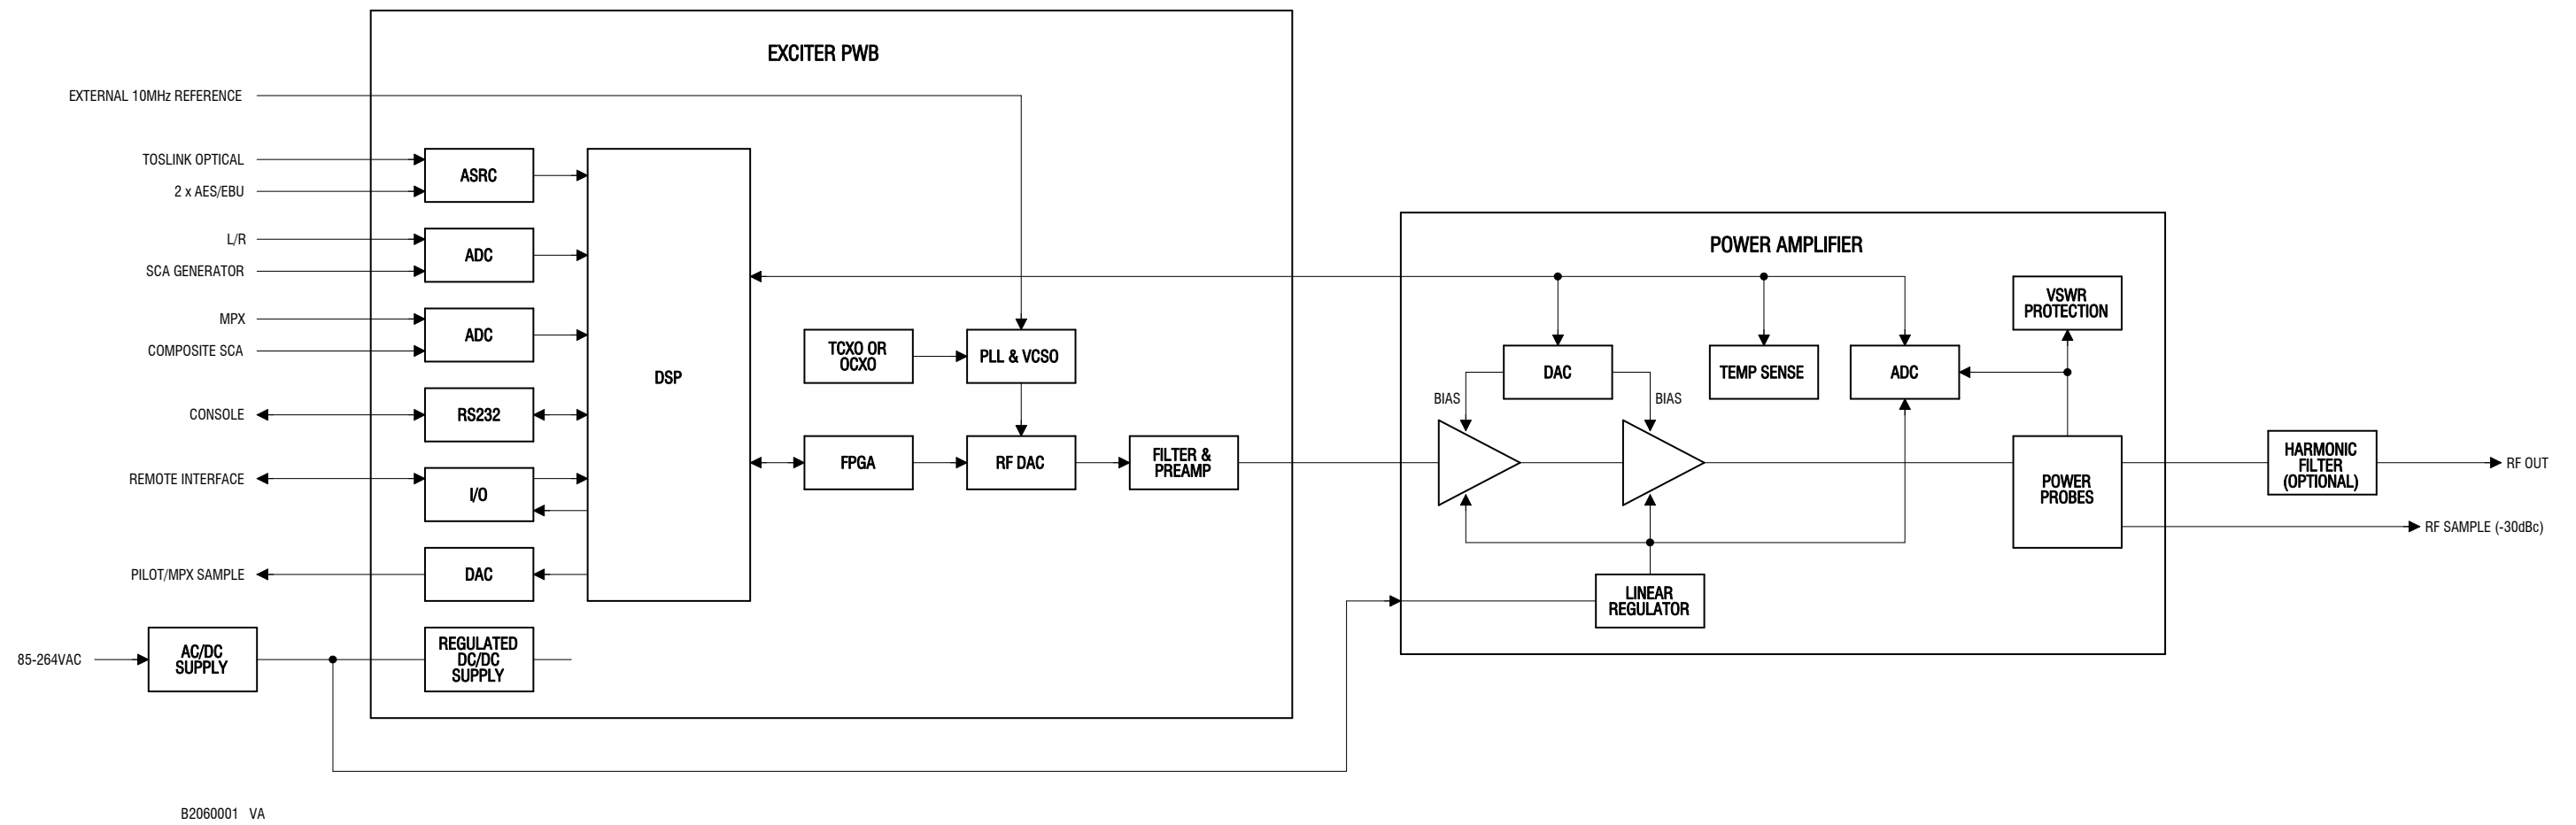 EXCITER PWB
EXTERNAL 10MHz REFERENCE
TOSLINK OPTICAL
2 x AES/EBU
ASRC
L/R
SCA GENERATOR
ADC
MPX
COMPOSITE SCA
ADC
CONSOLE
RS232
REMOTE INTERFACE
I/O
PILOT/MPX SAMPLE
DAC
85-264VAC
AC/DC
SUPPLY
REGULATED
DC/DC
SUPPLY
DSP
TCXO OR
OCXO
PLL & VCSO
FPGA
RF DAC
FILTER &
PREAMP
POWER AMPLIFIER
DAC
BIAS
BIAS
TEMP SENSE
ADC
VSWR
PROTECTION
POWER
PROBES
LINEAR
REGULATOR
HARMONIC
FILTER
(OPTIONAL)
RF OUT
RF SAMPLE (-30dBc)
B2060001 VA